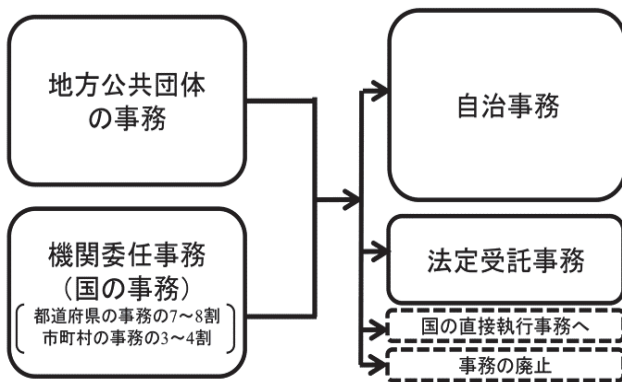 地方公共団体
の事務
機関委任事務
(国の事務)
都道府県の事務の7〜8割
市町村の事務の3〜4割
自治事務
法定受託事務
国の直接執行事務へ
事務の廃止